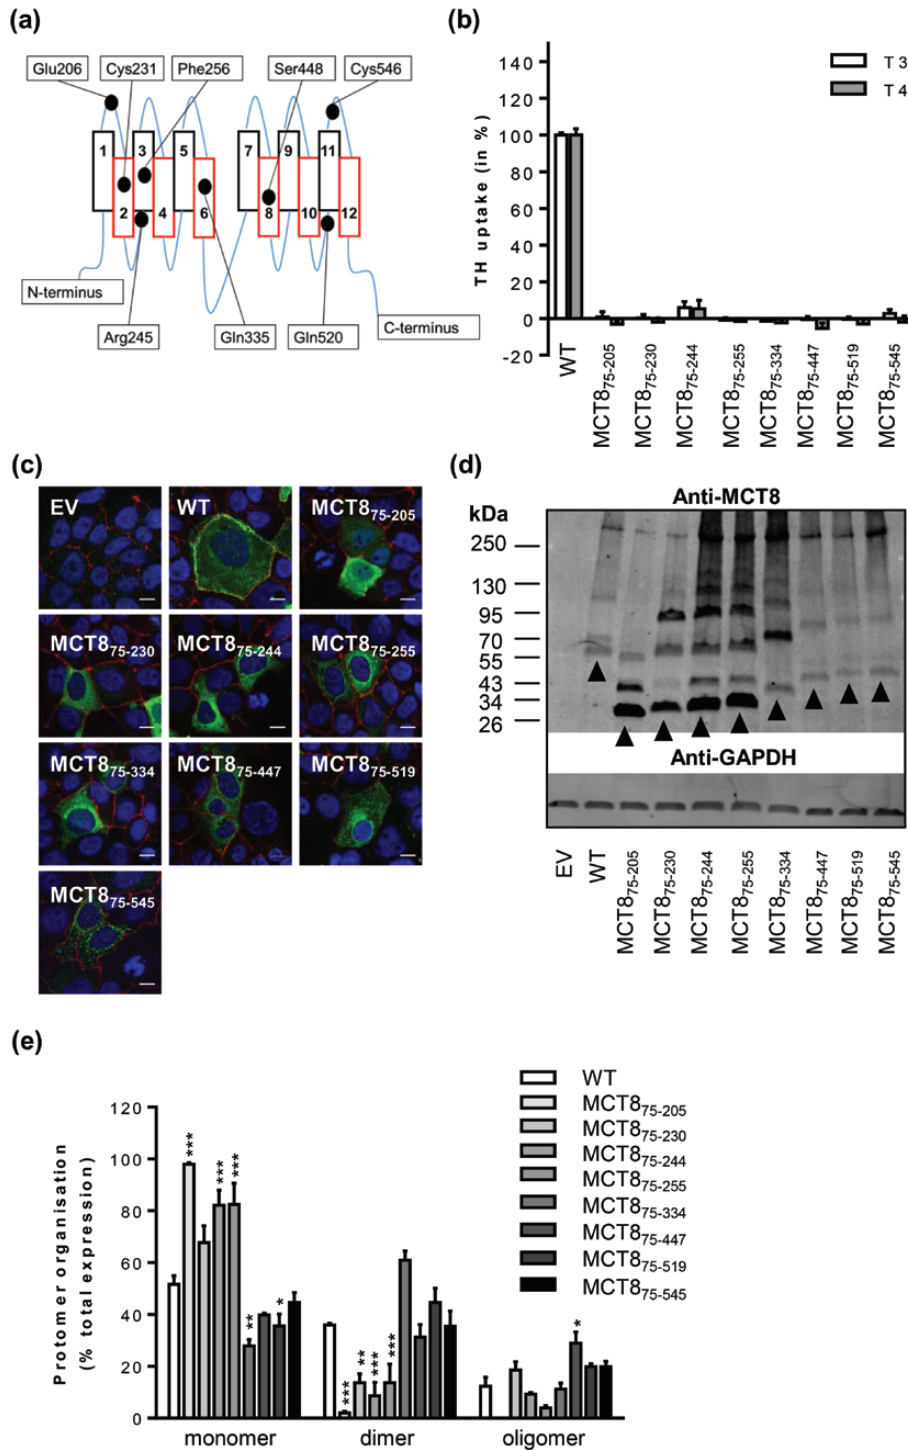 (a)
Glu206 Cys231 Phe256 Ser448 Cys546
1 3 5 7 9 11
2 4 6 8 10 12
N-terminus
Arg245 Gln335 Gln520 C-terminus
(b)
TH uptake (in %)
140
120
100
80
60
40
20
0
-20
T 3
T 4
WT
MCT875-205
MCT875-230
MCT875-244
MCT875-255
MCT875-334
MCT875-447
MCT875-519
MCT875-545
(c)
EV WT MCT875-205
MCT875-230 MCT875-244 MCT875-255
MCT875-334 MCT875-447 MCT875-519
MCT875-545
(d)
Anti-MCT8
kDa
250
130
95
70
55
43
34
26
Anti-GAPDH
EV
WT
MCT875-205
MCT875-230
MCT875-244
MCT875-255
MCT875-334
MCT875-447
MCT875-519
MCT875-545
(e)
Protomer organisation
(% total expression)
120
100
80
60
40
20
0
*** *** *** ** *
*** ** *** ***
*
monomer dimer oligomer
WT
MCT875-205
MCT875-230
MCT875-244
MCT875-255
MCT875-334
MCT875-447
MCT875-519
MCT875-545